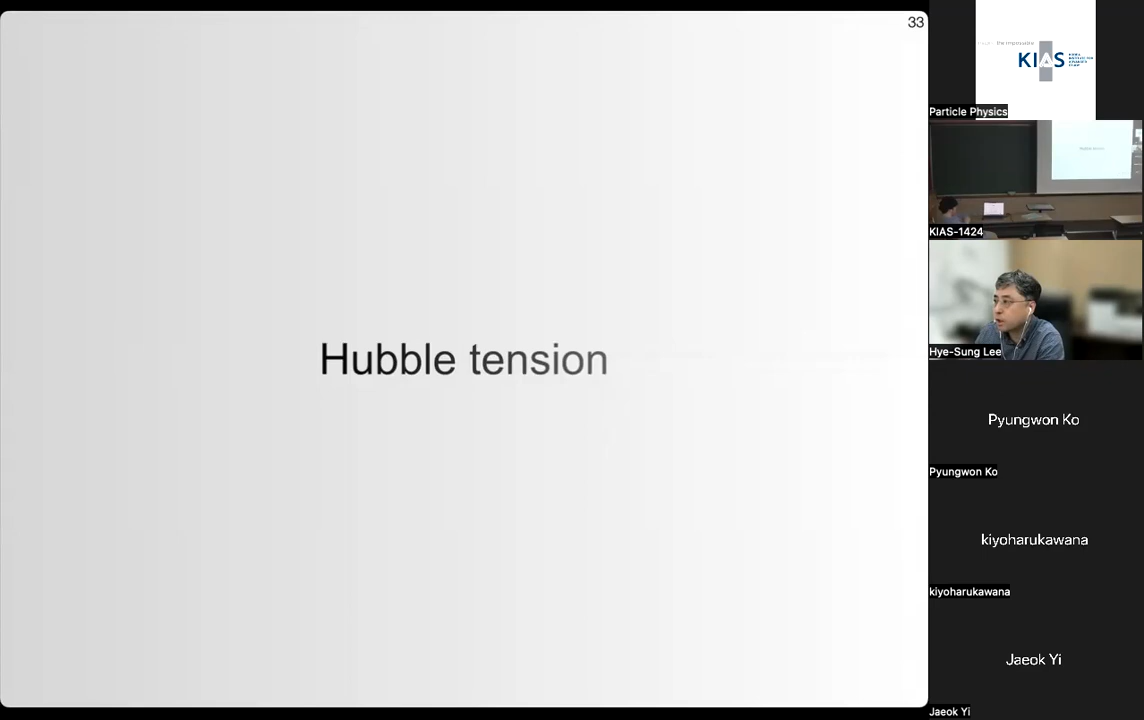 33
Hubble tension
KIAS
Particle Physics
KIAS-1424
Hye-Sung Lee
Pyungwon Ko
Pyungwon Ko
kiyoharukawana
kiyoharukawana
Jaeok Yi
Jaeok Yi